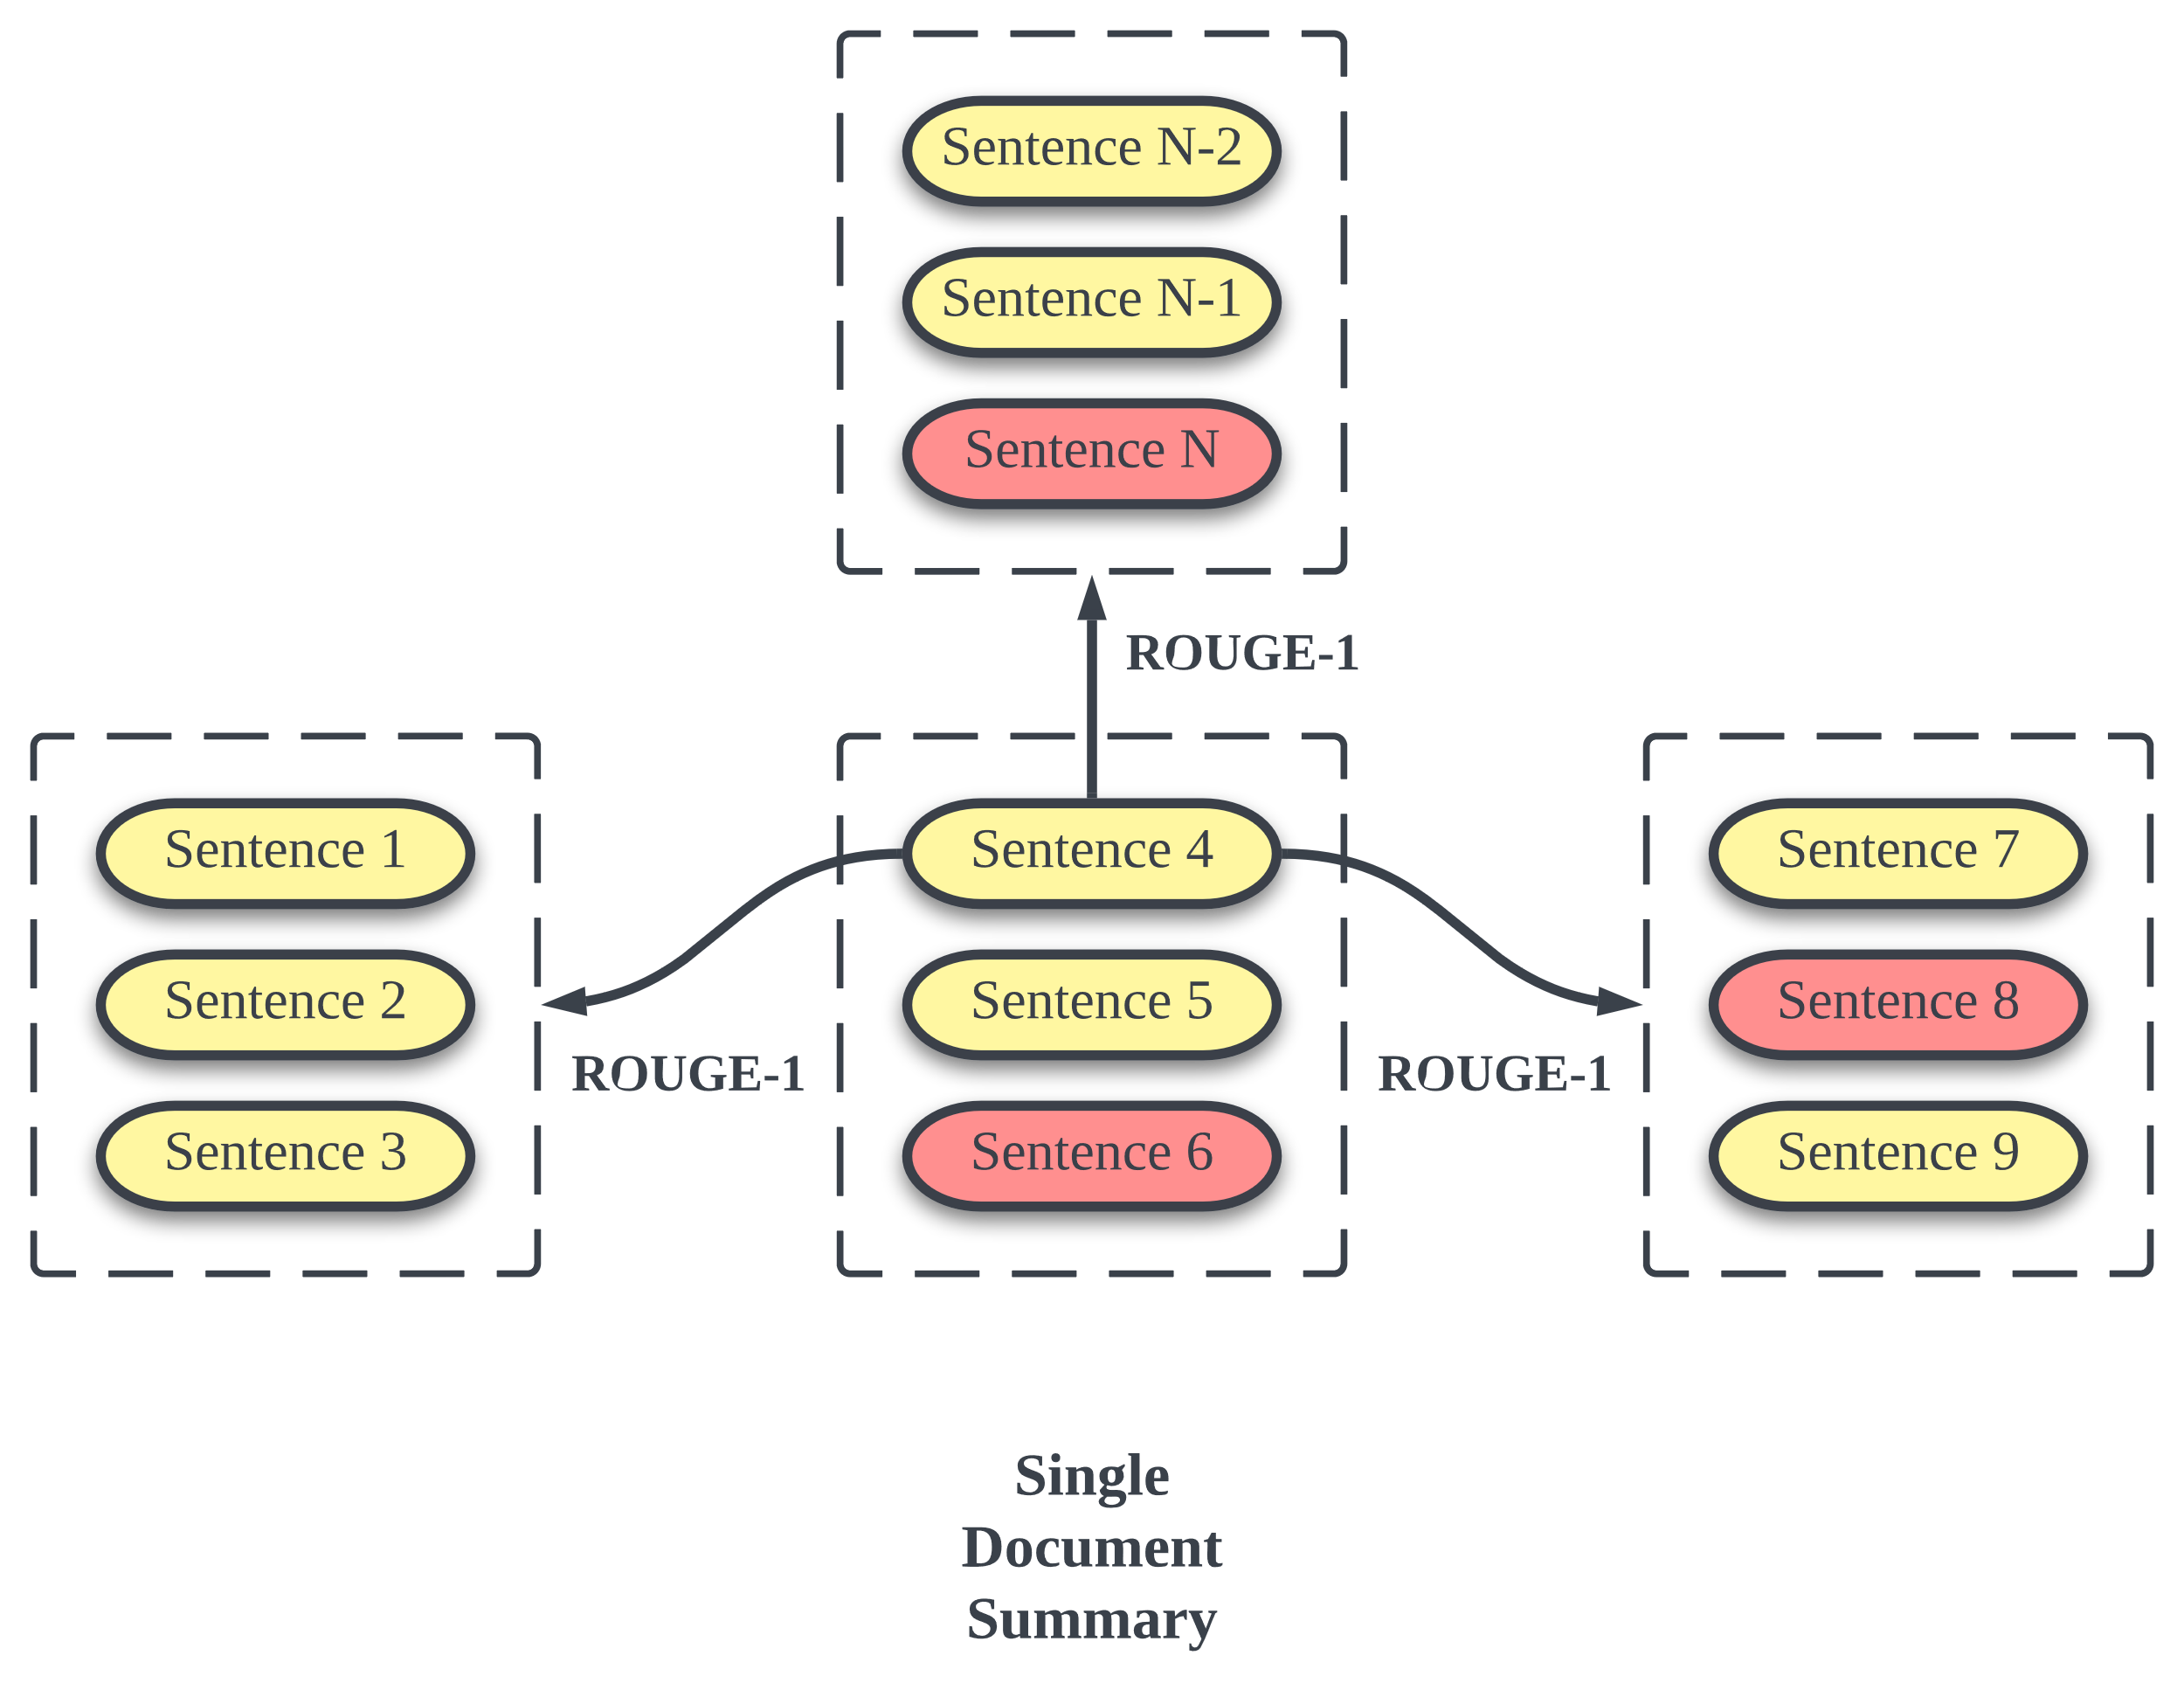 Sentence N-2
Sentence N-1
Sentence N
ROUGE-1
Sentence 1
Sentence 2
Sentence 3
ROUGE-1
Sentence 4
Sentence 5
Sentence 6
ROUGE-1
Sentence 7
Sentence 8
Sentence 9
Single
Document
Summary